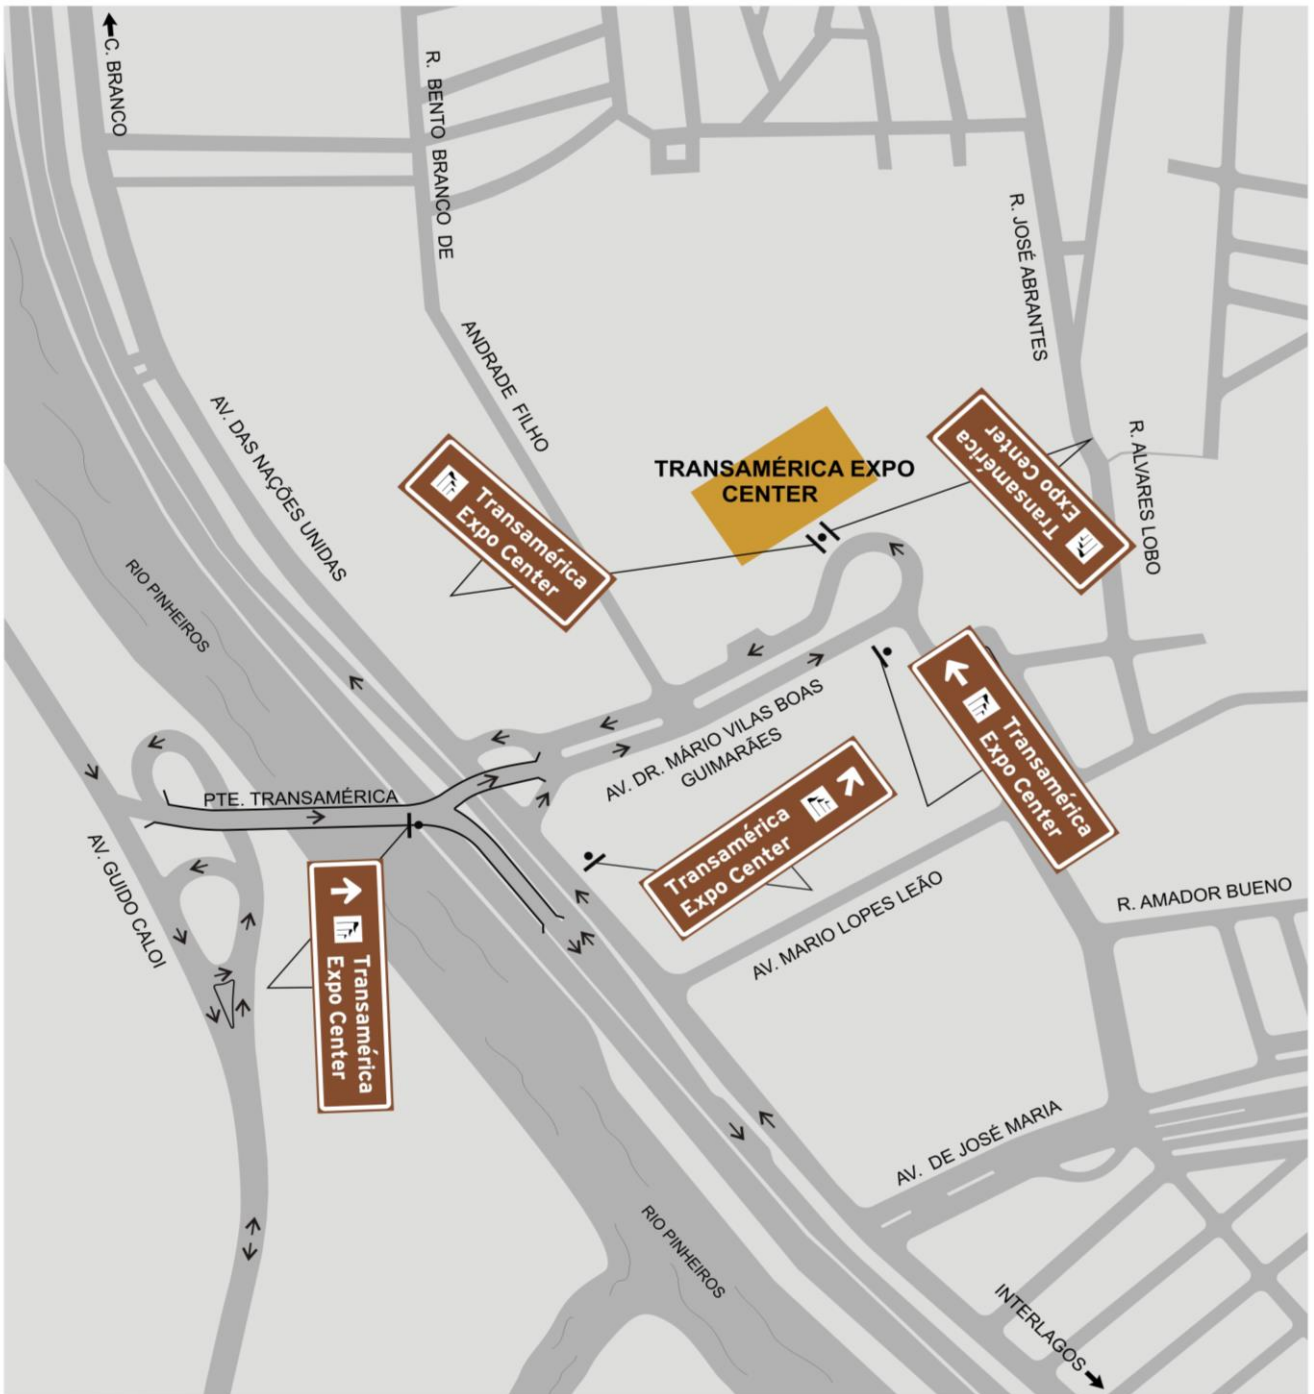 C. BRANCO
R. BENTO BRANCO DE
ANDRADE FILHO
R. JOSÉ ABRANTES
R. ALVARES LOBO
AV. DAS NAÇÕES UNIDAS
TRANSAMÉRICA EXPO
CENTER
Transamérica
Expo Center
Transamérica
Expo Center
RIO PINHEIROS
AV. DR. MÁRIO VILAS BOAS
GUIMARÃES
Transamérica
Expo Center
Transamérica
Expo Center
PTE. TRANSAMÉRICA
AV. GUIDO CALOI
Transamérica
Expo Center
AV. MARIO LOPES LEÃO
R. AMADOR BUENO
AV. DE JOSÉ MARIA
RIO PINHEIROS
INTERLAGOS